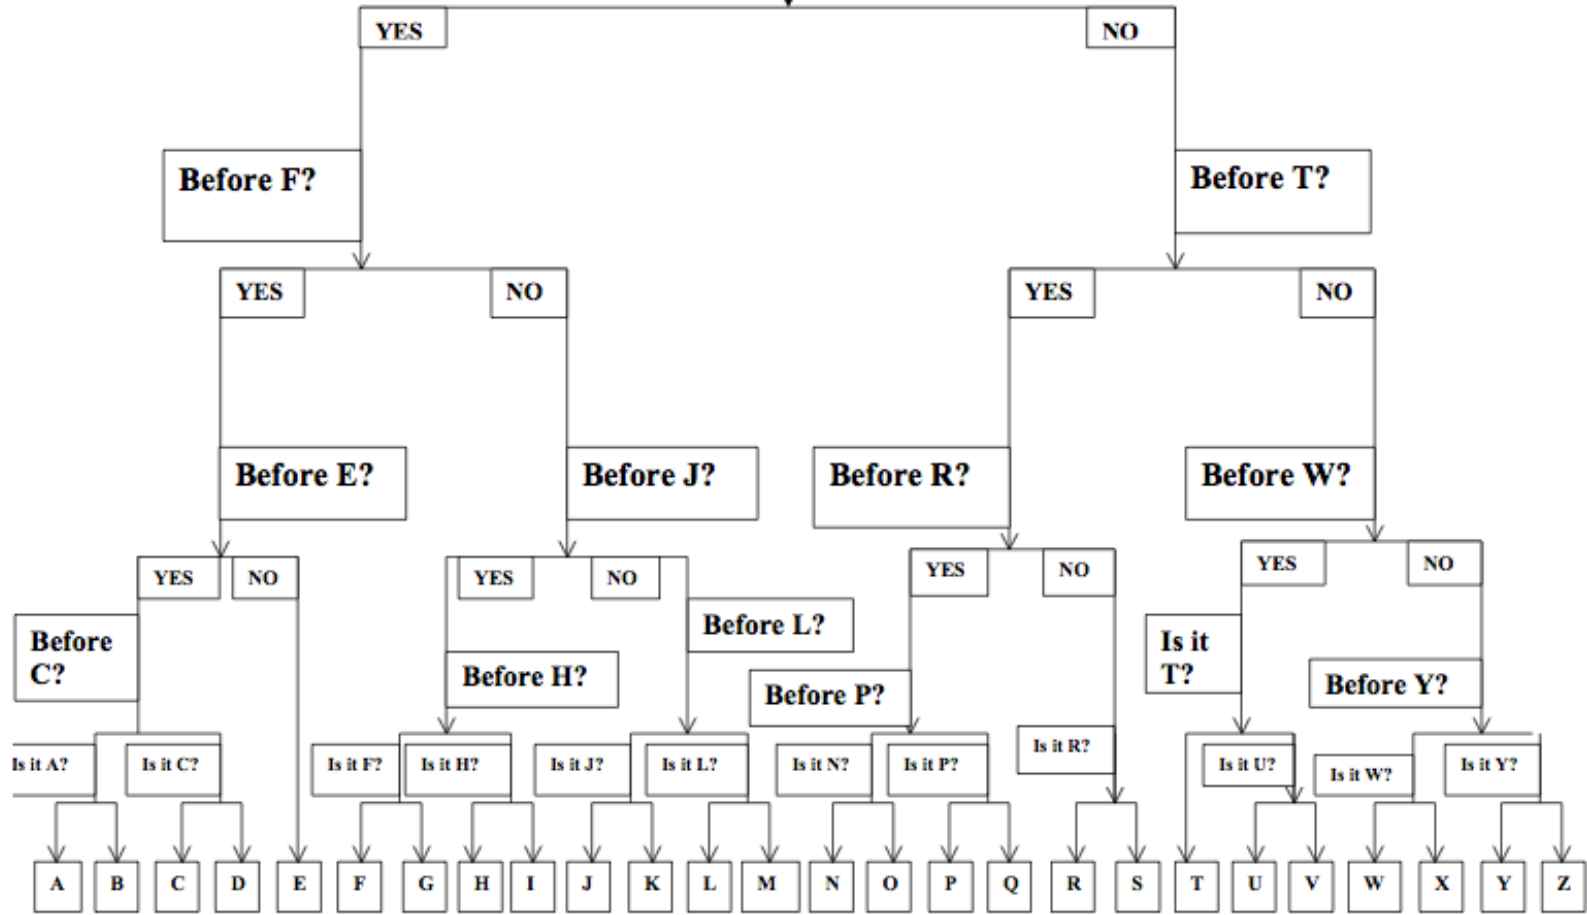 YES
NO
Before F?
Before T?
YES
NO
YES
NO
Before E?
Before J?
Before R?
Before W?
YES
NO
YES
NO
YES
NO
YES
NO
Before
C?
Before H?
Before L?
Before P?
Is it
T?
Before Y?
Is it A?
Is it C?
Is it F?
Is it H?
Is it J?
Is it L?
Is it N?
Is it P?
Is it R?
Is it U?
Is it W?
Is it Y?
A
B
C
D
E
F
G
H
I
J
K
L
M
N
O
P
Q
R
S
T
U
V
W
X
Y
Z